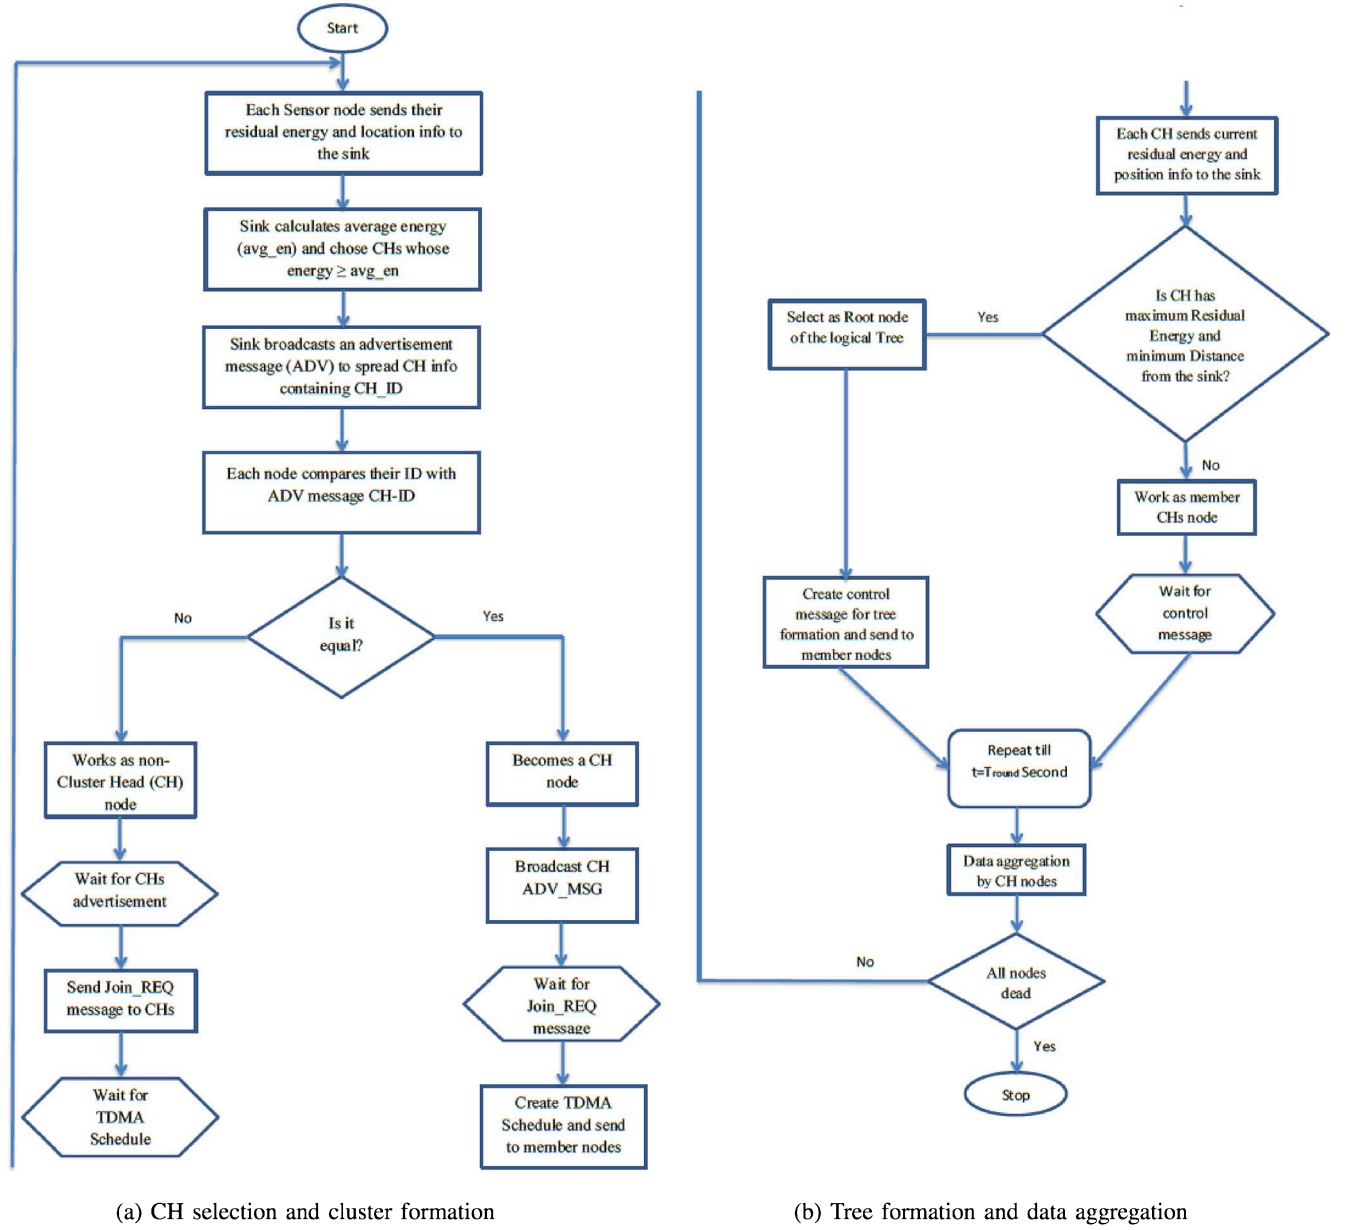 Start
Each Sensor node sends their
residual energy and location info to
the sink
Sink calculates average energy
(avg_en) and chose CHs whose
energy ≥ avg_en
Sink broadcasts an advertisement
message (ADV) to spread CH info
containing CH_ID
Each node compares their ID with
ADV message CH-ID
Is it
equal?
No
Yes
Works as non-
Cluster Head (CH)
node
Wait for CHs
advertisement
Send Join_REQ
message to CHs
Wait for
TDMA
Schedule
Becomes a CH
node
Broadcast CH
ADV_MSG
Wait for
Join_REQ
message
Create TDMA
Schedule and send
to member nodes
(a) CH selection and cluster formation
Each CH sends current
residual energy and
position info to the sink
Is CH has
maximum Residual
Energy and
minimum Distance
from the sink?
Yes
Select as Root node
of the logical Tree
Create control
message for tree
formation and send to
member nodes
No
Work as member
CHs node
Wait for
control
message
Repeat till
t=Tround Second
Data aggregation
by CH nodes
All nodes
dead
No
Yes
Stop
(b) Tree formation and data aggregation